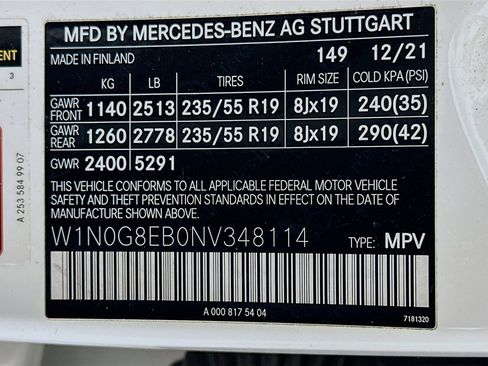 MFD BY MERCEDES-BENZ AG STUTTGART
MADE IN FINLAND 149 12/21
KG LB TIRES RIM SIZE COLD KPA (PSI)
GAWR FRONT 1140 2513 235/55 R19 8Jx19 240(35)
GAWR REAR 1260 2778 235/55 R19 8Jx19 290(42)
GVWR 2400 5291
THIS VEHICLE CONFORMS TO ALL APPLICABLE FEDERAL MOTOR VEHICLE
SAFETY AND THEFT PREVENTION STANDARDS IN EFFECT ON THE DATE
OF MANUFACTURE SHOWN ABOVE.
W1N0G8EB0NV348114 TYPE: MPV
A 000 817 54 04
7181320
3
A 253 584 99 07